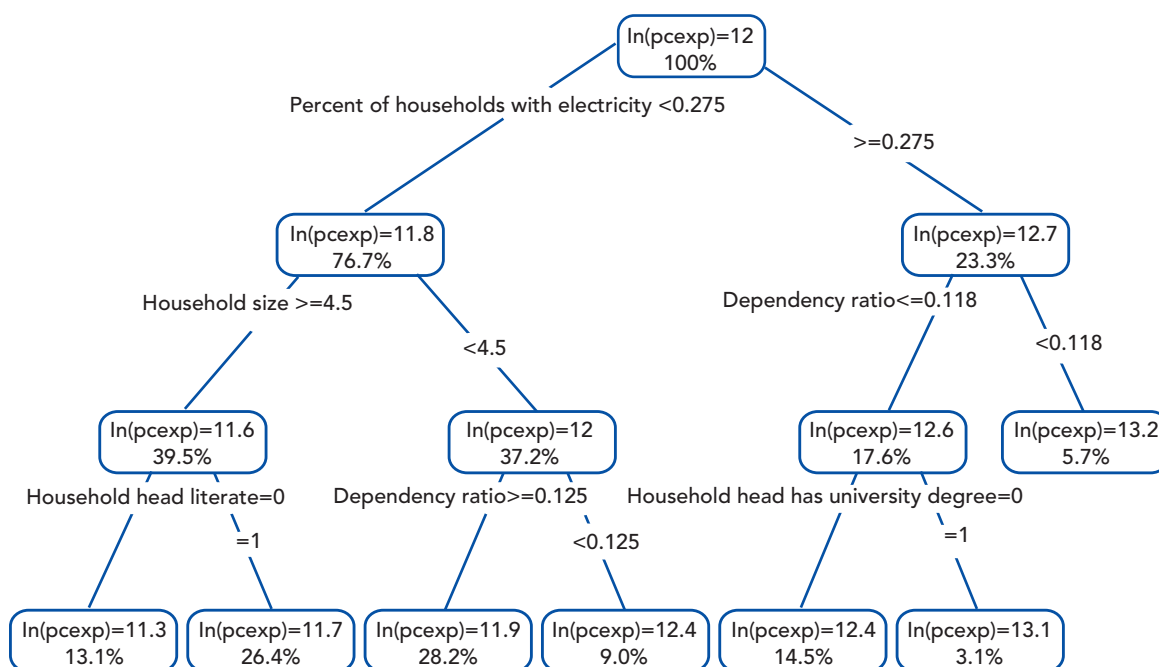 ln(pcexp)=12
100%
Percent of households with electricity <0.275
>=0.275
ln(pcexp)=11.8
76.7%
ln(pcexp)=12.7
23.3%
Household size >=4.5
<4.5
Dependency ratio<=0.118
<0.118
ln(pcexp)=11.6
39.5%
ln(pcexp)=12
37.2%
ln(pcexp)=12.6
17.6%
ln(pcexp)=13.2
5.7%
Household head literate=0
=1
Dependency ratio>=0.125
<0.125
Household head has university degree=0
=1
ln(pcexp)=11.3
13.1%
ln(pcexp)=11.7
26.4%
ln(pcexp)=11.9
28.2%
ln(pcexp)=12.4
9.0%
ln(pcexp)=12.4
14.5%
ln(pcexp)=13.1
3.1%